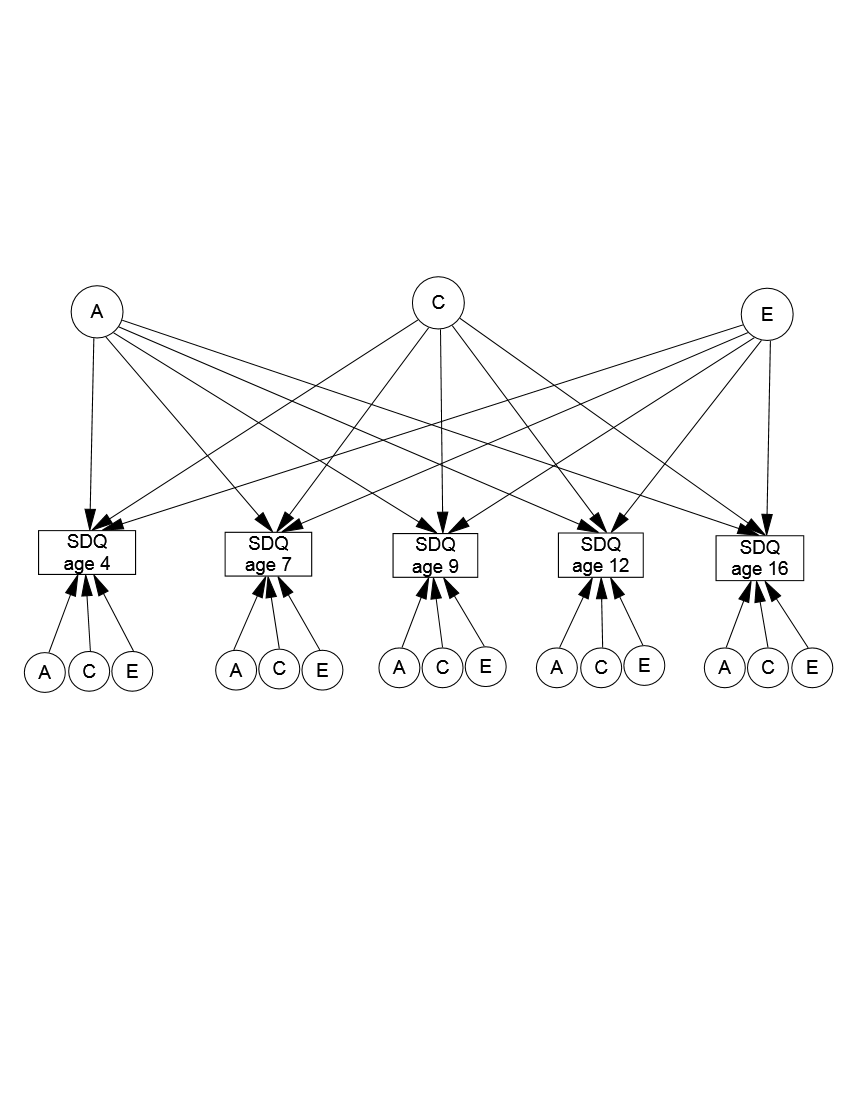 A
C
E
SDQ
age 4
SDQ
age 7
SDQ
age 9
SDQ
age 12
SDQ
age 16
A C E
A C E
A C E
A C E
A C E